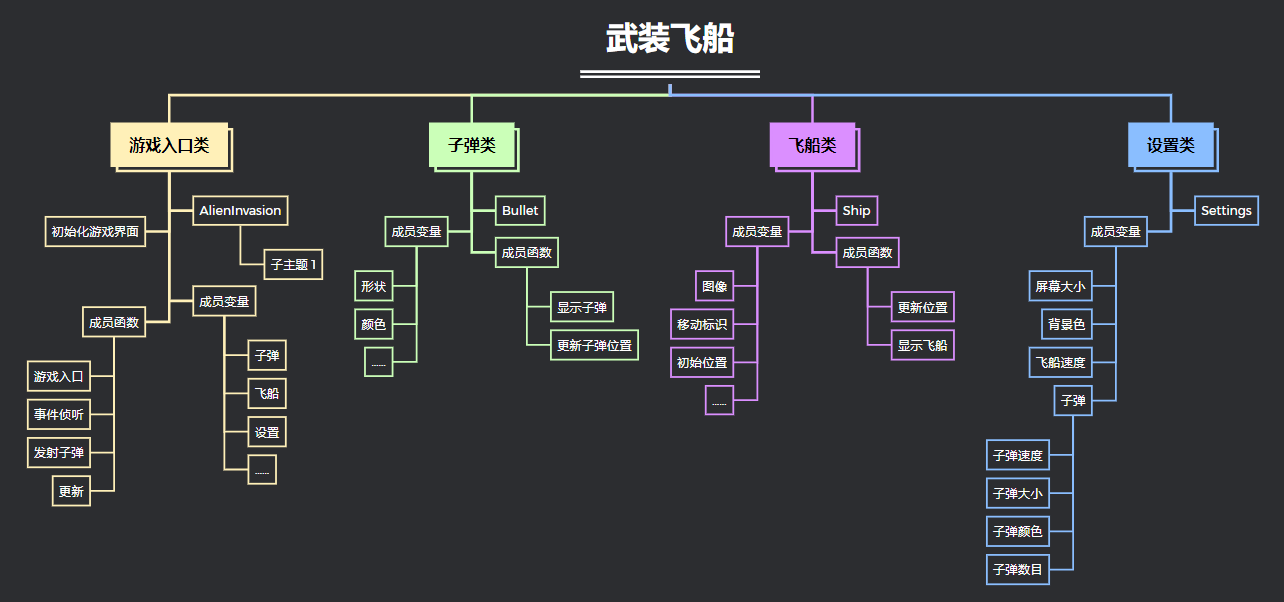 武装飞船
游戏入口类
AlienInvasion
子主题 1
初始化游戏界面
成员变量
子弹
飞船
设置
......
成员函数
游戏入口
事件侦听
发射子弹
更新
子弹类
Bullet
成员变量
形状
颜色
......
成员函数
显示子弹
更新子弹位置
飞船类
Ship
成员变量
图像
移动标识
初始位置
......
成员函数
更新位置
显示飞船
设置类
Settings
成员变量
屏幕大小
背景色
飞船速度
子弹
子弹速度
子弹大小
子弹颜色
子弹数目